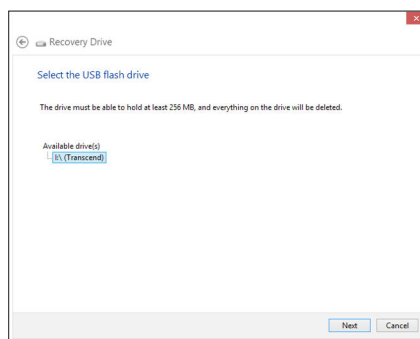 Recovery Drive
Select the USB flash drive
The drive must be able to hold at least 256 MB, and everything on the drive will be deleted.
Available drive(s)
I:\ (Transcend)
Next
Cancel